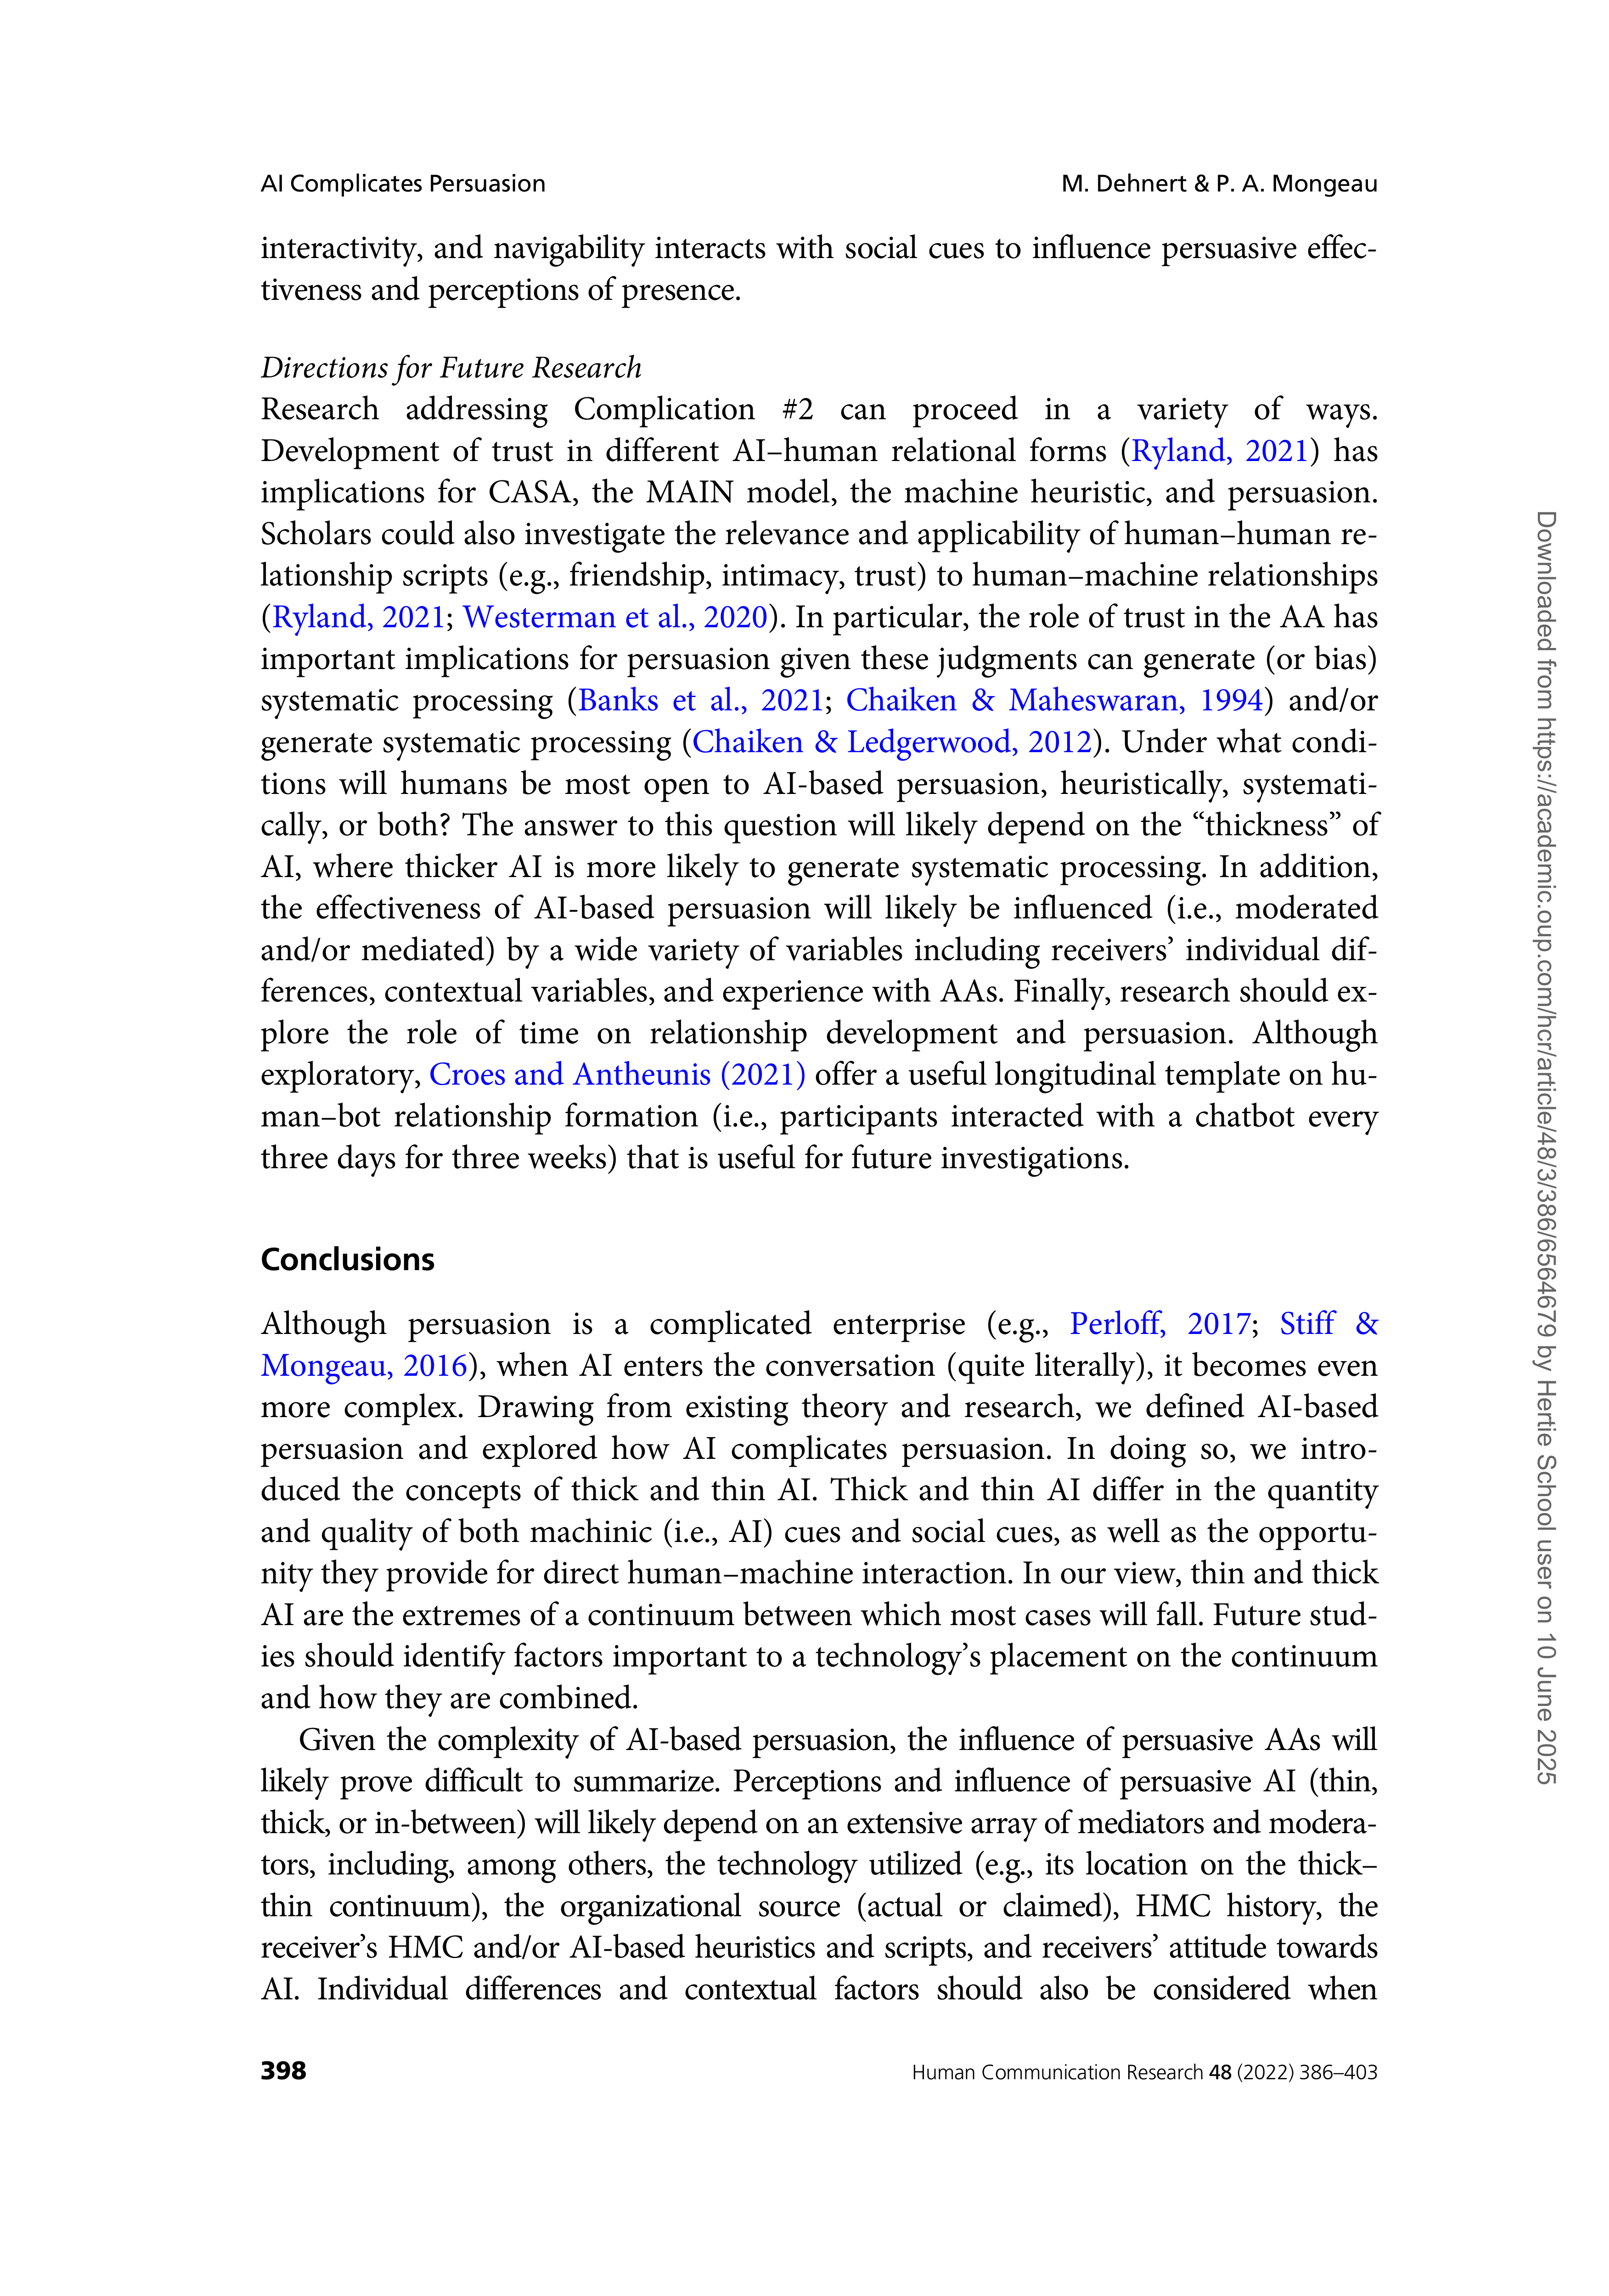 AI Complicates Persuasion
M. Dehnert & P. A. Mongeau
interactivity, and navigability interacts with social cues to influence persuasive effec-
tiveness and perceptions of presence.
Directions for Future Research
Research addressing Complication #2 can proceed in a variety of ways.
Development of trust in different AI–human relational forms (Ryland, 2021) has
implications for CASA, the MAIN model, the machine heuristic, and persuasion.
Scholars could also investigate the relevance and applicability of human–human re-
lationship scripts (e.g., friendship, intimacy, trust) to human–machine relationships
(Ryland, 2021; Westerman et al., 2020). In particular, the role of trust in the AA has
important implications for persuasion given these judgments can generate (or bias)
systematic processing (Banks et al., 2021; Chaiken & Maheswaran, 1994) and/or
generate systematic processing (Chaiken & Ledgerwood, 2012). Under what condi-
tions will humans be most open to AI-based persuasion, heuristically, systemati-
cally, or both? The answer to this question will likely depend on the “thickness” of
AI, where thicker AI is more likely to generate systematic processing. In addition,
the effectiveness of AI-based persuasion will likely be influenced (i.e., moderated
and/or mediated) by a wide variety of variables including receivers’ individual dif-
ferences, contextual variables, and experience with AAs. Finally, research should ex-
plore the role of time on relationship development and persuasion. Although
exploratory, Croes and Antheunis (2021) offer a useful longitudinal template on hu-
man–bot relationship formation (i.e., participants interacted with a chatbot every
three days for three weeks) that is useful for future investigations.
Conclusions
Although persuasion is a complicated enterprise (e.g., Perloff, 2017; Stiff &
Mongeau, 2016), when AI enters the conversation (quite literally), it becomes even
more complex. Drawing from existing theory and research, we defined AI-based
persuasion and explored how AI complicates persuasion. In doing so, we intro-
duced the concepts of thick and thin AI. Thick and thin AI differ in the quantity
and quality of both machinic (i.e., AI) cues and social cues, as well as the opportu-
nity they provide for direct human–machine interaction. In our view, thin and thick
AI are the extremes of a continuum between which most cases will fall. Future stud-
ies should identify factors important to a technology’s placement on the continuum
and how they are combined.
Given the complexity of AI-based persuasion, the influence of persuasive AAs will
likely prove difficult to summarize. Perceptions and influence of persuasive AI (thin,
thick, or in-between) will likely depend on an extensive array of mediators and modera-
tors, including, among others, the technology utilized (e.g., its location on the thick–
thin continuum), the organizational source (actual or claimed), HMC history, the
receiver’s HMC and/or AI-based heuristics and scripts, and receivers’ attitude towards
AI. Individual differences and contextual factors should also be considered when
398
Human Communication Research 48 (2022) 386–403
Downloaded from https://academic.oup.com/hcr/article/48/3/386/6564679 by Hertie School user on 10 June 2025